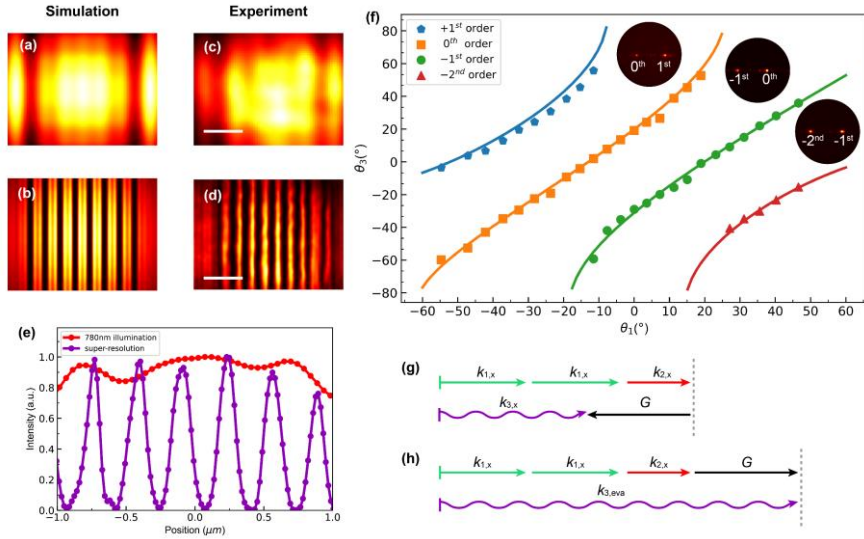 Simulation
Experiment
(a)
(c)
(b)
(d)
(e)
780nm illumination
super-resolution
Intensity (a.u.)
1.0
0.8
0.6
0.4
0.2
0.0
−1.0 −0.5 0.0 0.5 1.0
Position (μm)
(f)
+1st order
0th order
−1st order
−2nd order
0th 1st
-1st 0th
-2nd -1st
θ3(°)
80
60
40
20
0
−20
−40
−60
−80
−60 −50 −40 −30 −20 −10 0 10 20 30 40 50 60
θ1(°)
(g)
k1,x k1,x k2,x
k3,x G
(h)
k1,x k1,x k2,x G
k3,eva